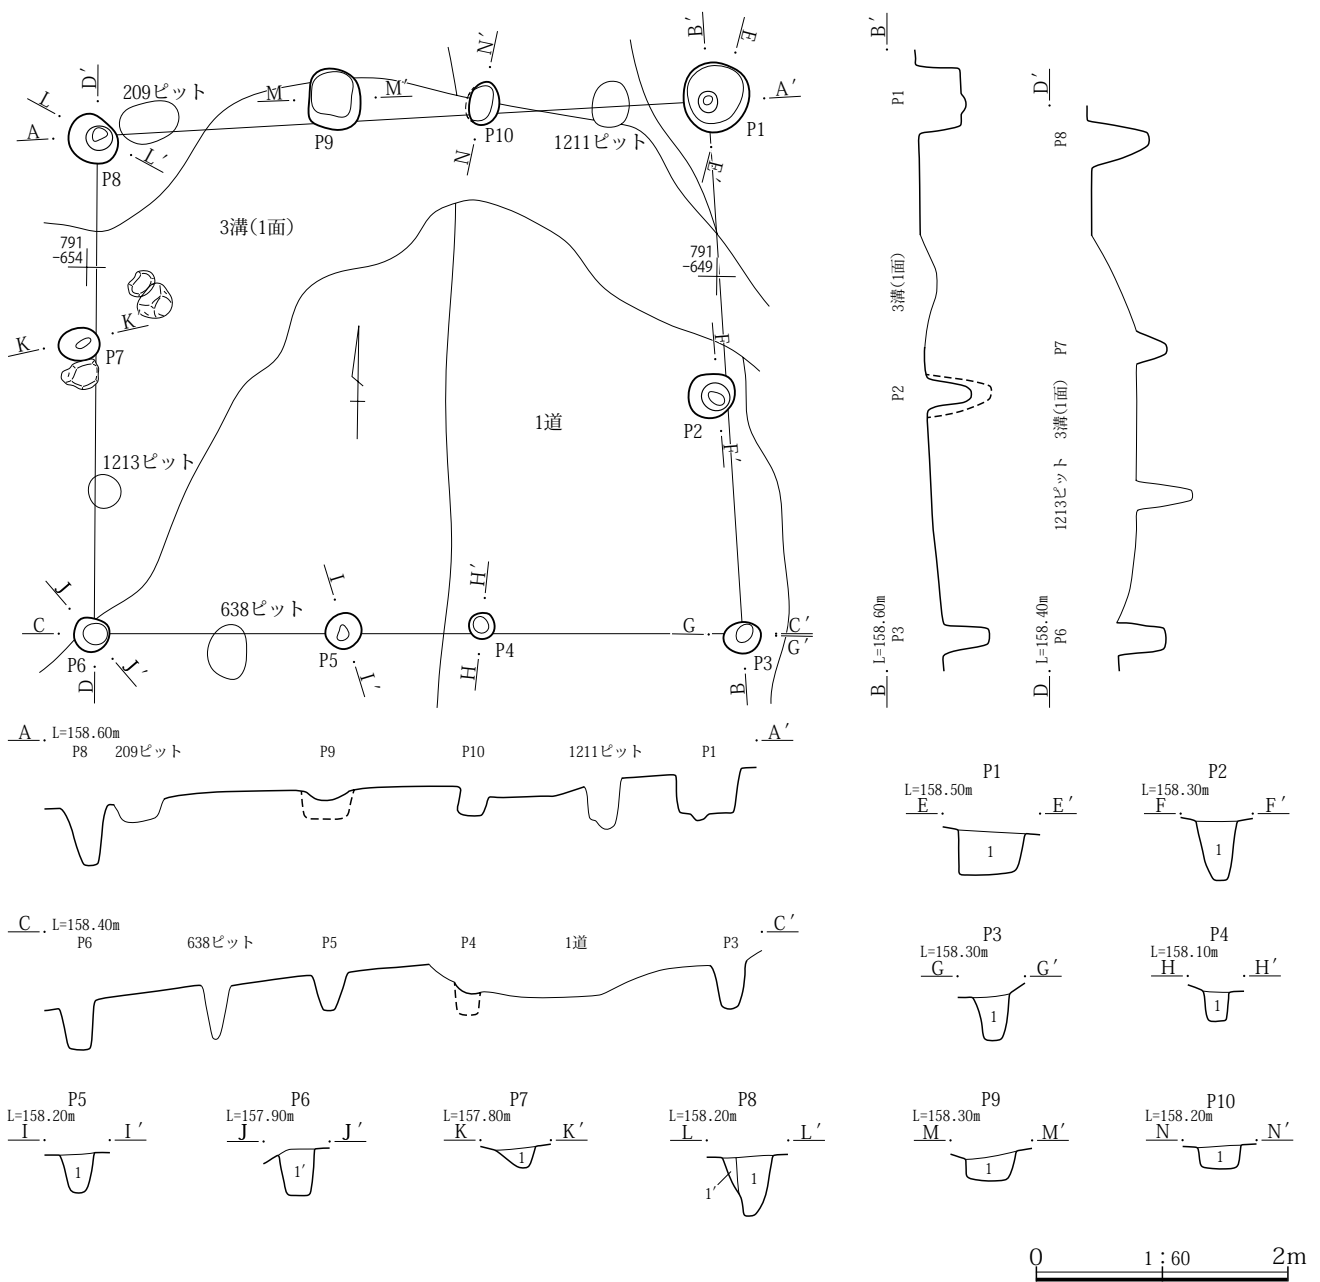 B′
E
N′
D′
L
209ピット
M
M′
A′
A
P10
1211ピット
P1
P9
L′
N
E′
P8
3溝(1面)
791
-654
791
-649
K′
K
P7
F
1道
P2
F′
1213ピット
J
I
H′
638ピット
C
G
C′
G′
P6
P5
P4
P3
J′
D
I′
H
B
B′
P1
3溝(1面)
P2
P3
L=158.60m
B
D′
P8
P7
3溝(1面)
1213ピット
P6
L=158.40m
D
A
L=158.60m
A′
P8
209ピット
P9
P10
1211ピット
P1
C
L=158.40m
C′
P6
638ピット
P5
P4
1道
P3
P1
L=158.50m
E
E′
1
P2
L=158.30m
F
F′
1
P3
L=158.30m
G
G′
1
P4
L=158.10m
H
H′
1
P5
L=158.20m
I
I′
1
P6
L=157.90m
J
J′
1′
P7
L=157.80m
K
K′
1
P8
L=158.20m
L
L′
1
1′
P9
L=158.30m
M
M′
1
P10
L=158.20m
N
N′
1
0
1:60
2m